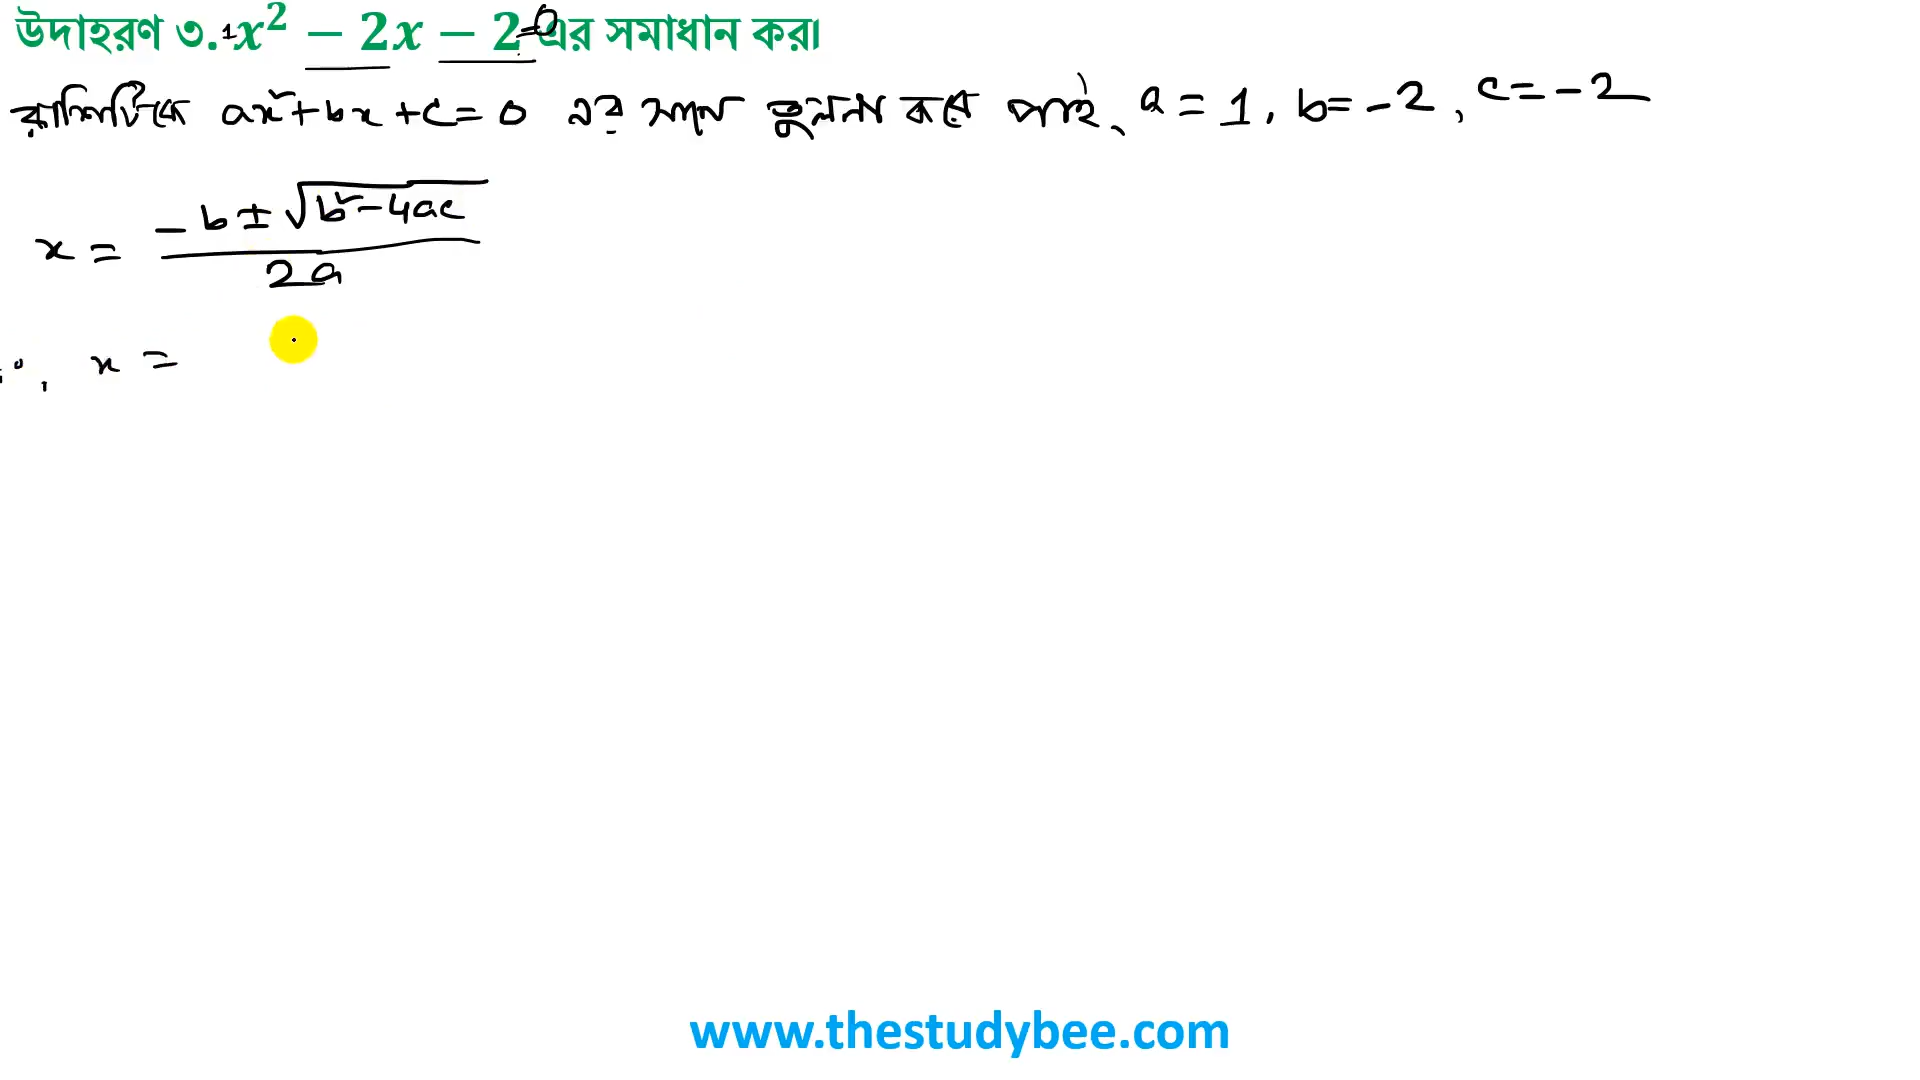 উদাহরণ ৩. 1x² − 2x − 2 =0 এর সমাধান কর।
রাশিটিকে ax²+bx+c=0 এর সাথে তুলনা করে পাই, a = 1, b= -2, c= -2
x = (-b ± √(b²-4ac)) / 2a
∴, x =
www.thestudybee.com